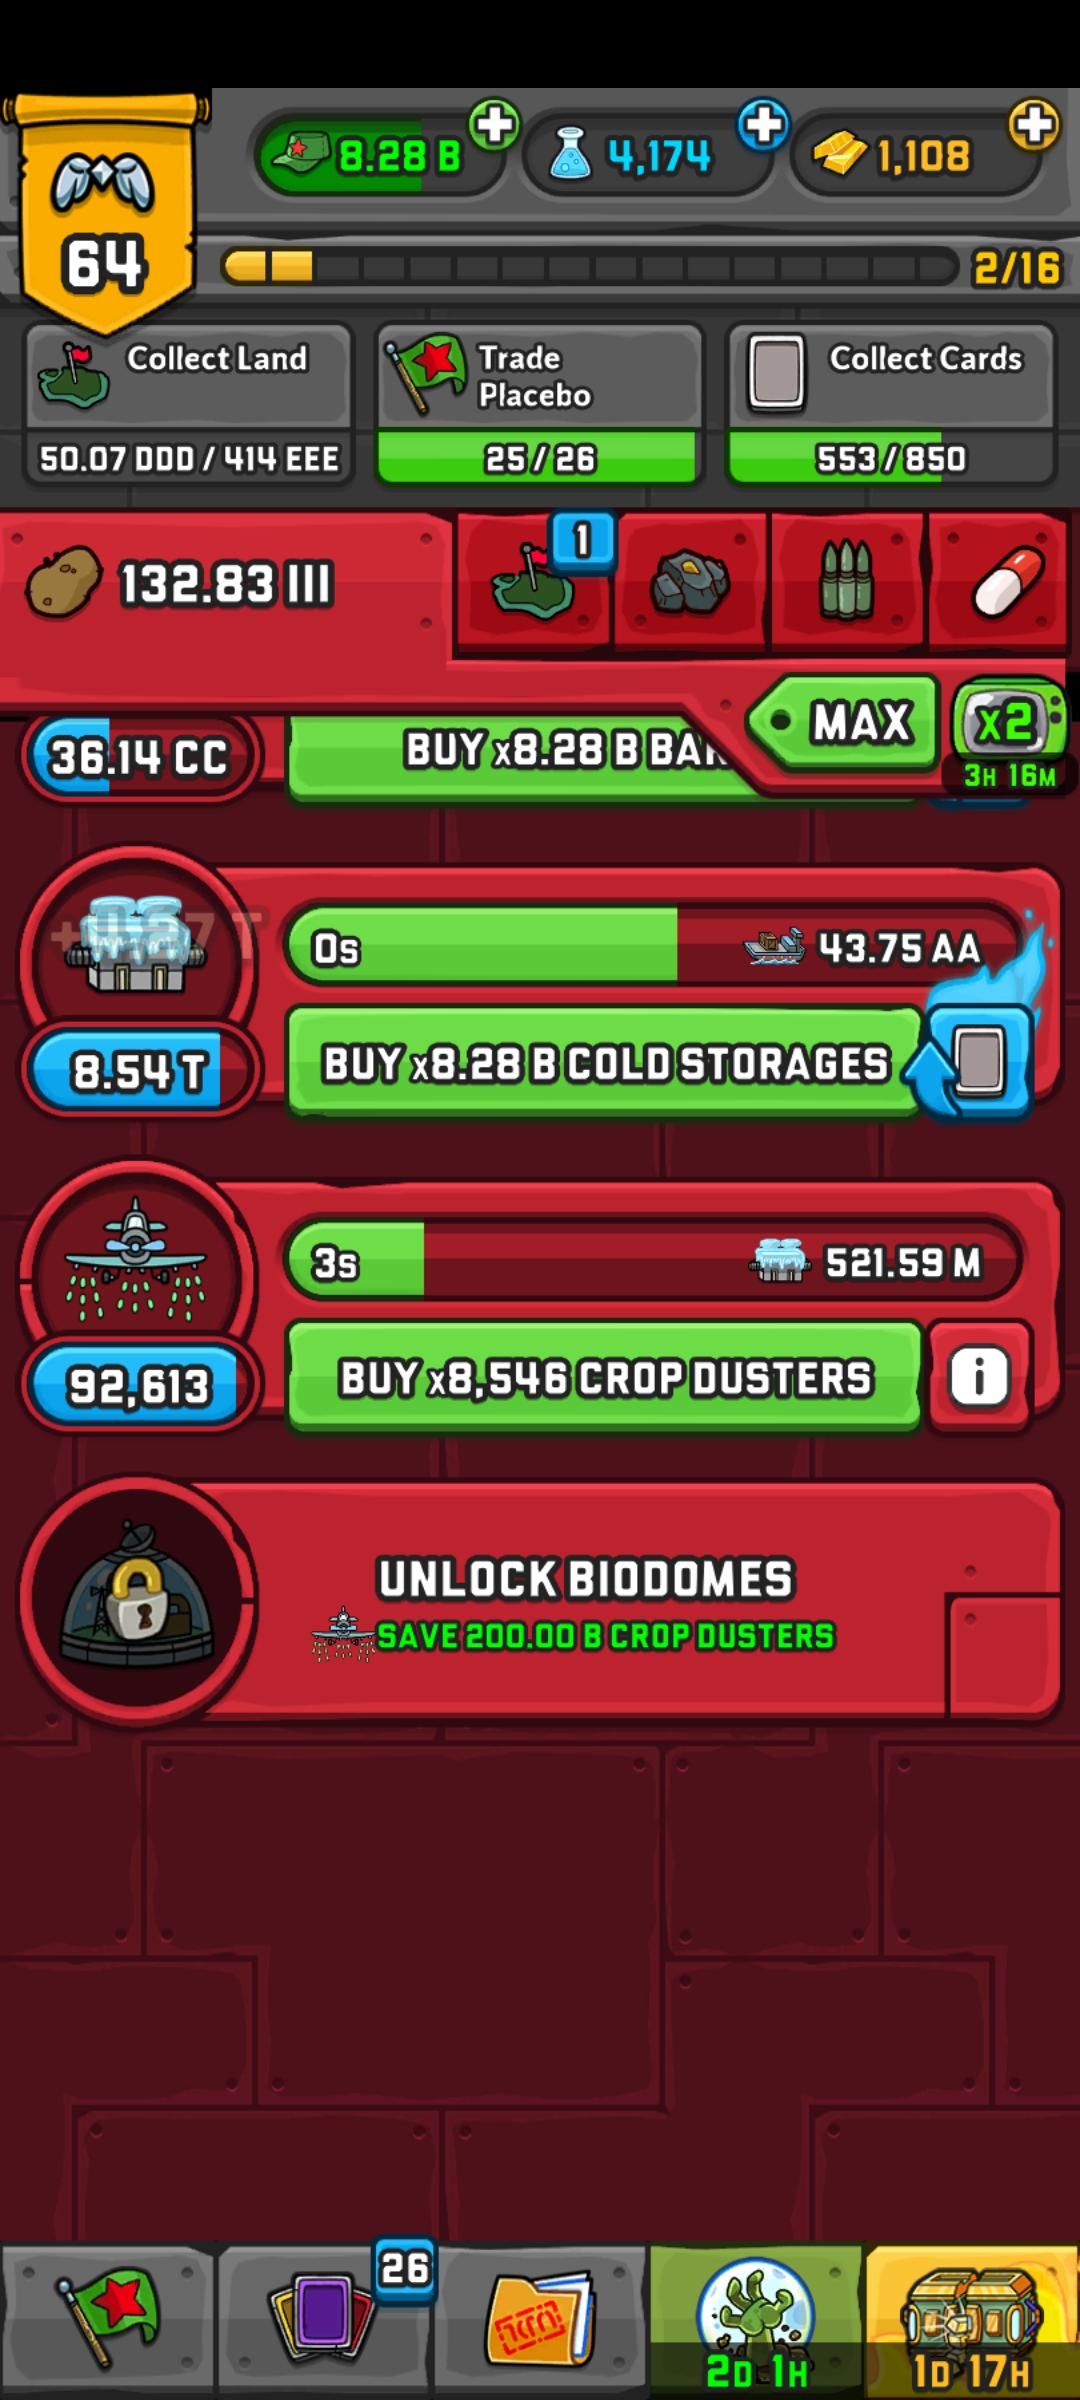 8.28 B
4,174
1,108
64
2/16
Collect Land
50.07 DDD / 414 EEE
Trade
Placebo
25 / 26
Collect Cards
553 / 850
132.83 III
1
MAX
x2
3H 16M
36.14 CC
BUY x8.28 B BAR
0s
43.75 AA
8.54 T
BUY x8.28 B COLD STORAGES
3s
521.59 M
92,613
BUY x8,546 CROP DUSTERS
i
UNLOCK BIODOMES
SAVE 200.00 B CROP DUSTERS
26
2D 1H
1D 17H